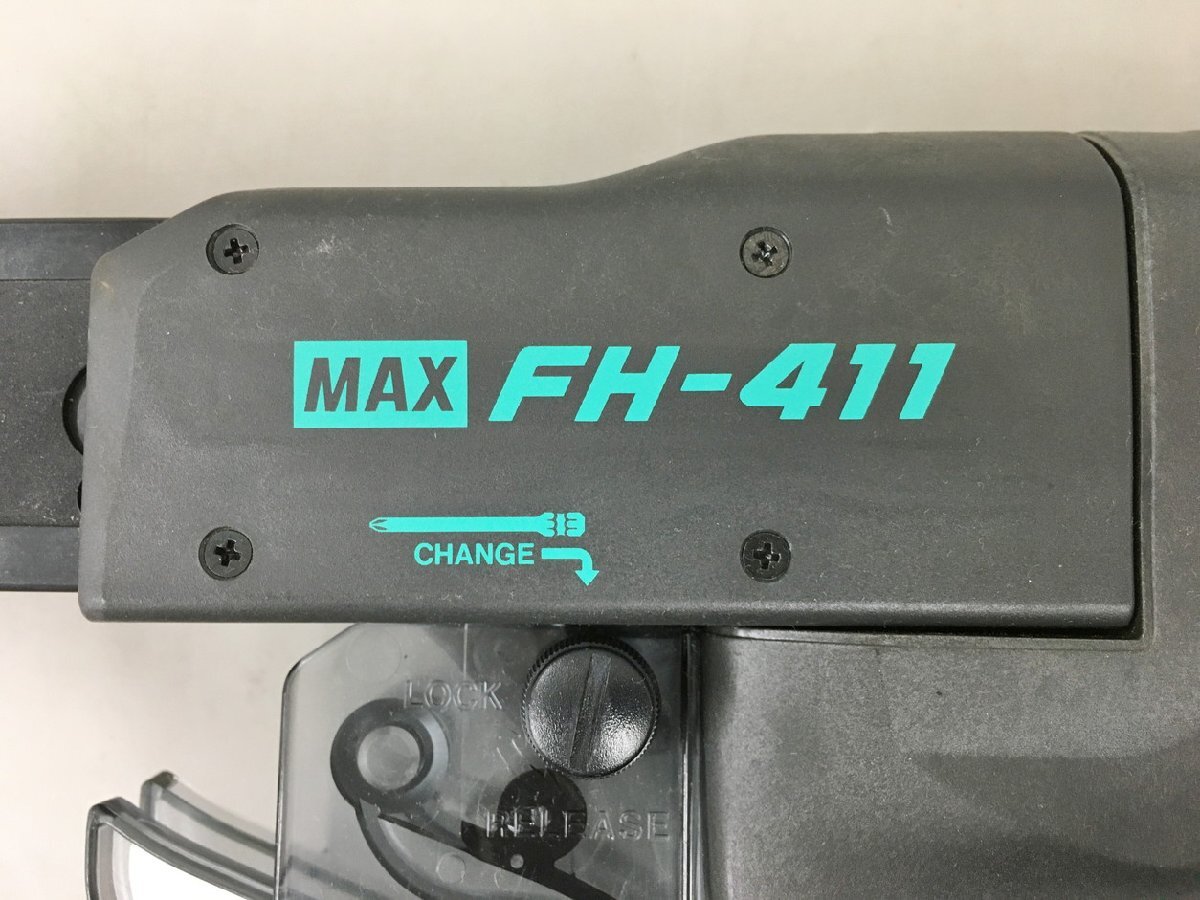 MAX FH-411
CHANGE
LOCK
RELEASE